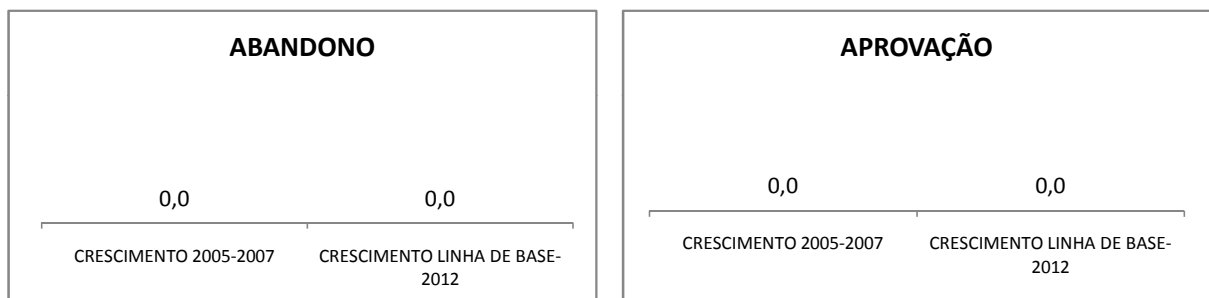 ABANDONO
0,0
0,0
CRESCIMENTO 2005-2007
CRESCIMENTO LINHA DE BASE-
2012
APROVAÇÃO
0,0
0,0
CRESCIMENTO 2005-2007
CRESCIMENTO LINHA DE BASE-
2012